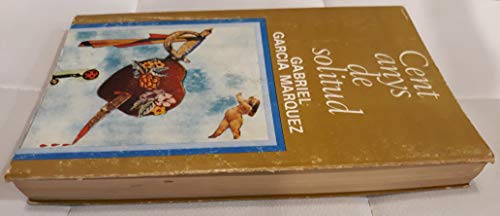 Cent
anys
de
solitud
GABRIEL
GARCIA MARQUEZ